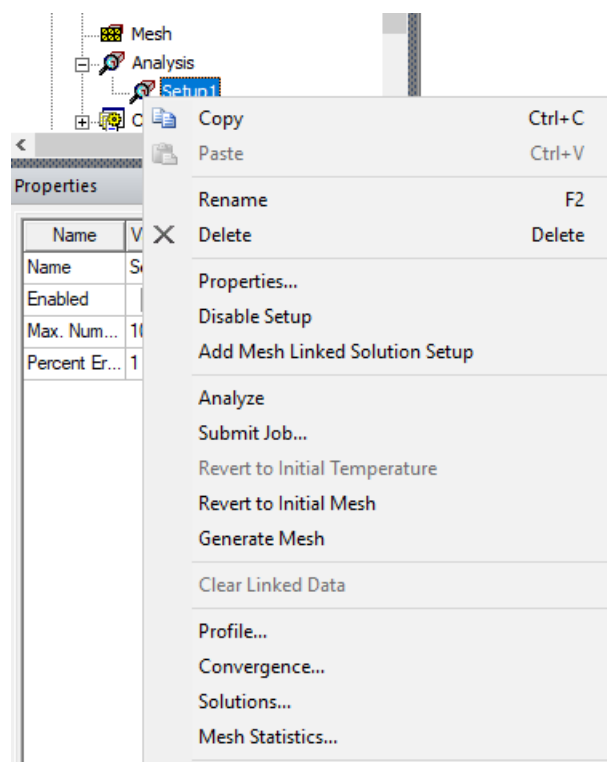 Mesh
Analysis
Setup1
Copy Ctrl+C
Paste Ctrl+V
Properties
Rename F2
Name V Delete Delete
Name
Properties...
Enabled
Disable Setup
Max. Num... 10
Add Mesh Linked Solution Setup
Percent Er... 1
Analyze
Submit Job...
Revert to Initial Temperature
Revert to Initial Mesh
Generate Mesh
Clear Linked Data
Profile...
Convergence...
Solutions...
Mesh Statistics...